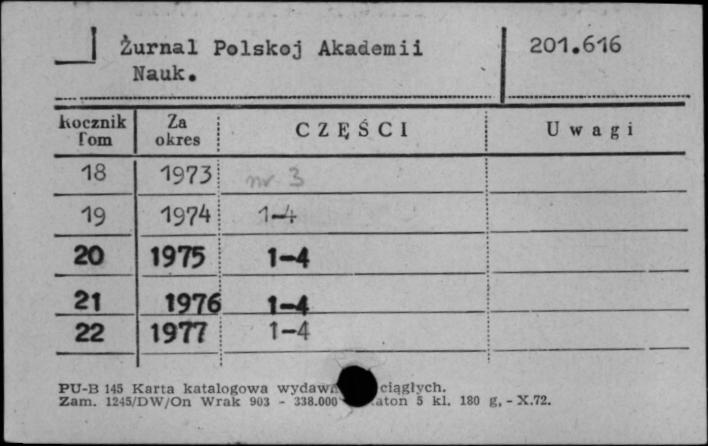 Żurnal Polskoj Akademii 201.616
Nauk.
Rocznik Za CZĘŚCI Uwagi
Tom okres
18 1973 nr 3
19 1974 1-4
20 1975 1-4
21 1976 1-4
22 1977 1-4
PU-B 145 Karta katalogowa ciągłych.
Zam. 1245/DW/On Wrak 903 - 338.000 5 kl. 180 g, - X.72.